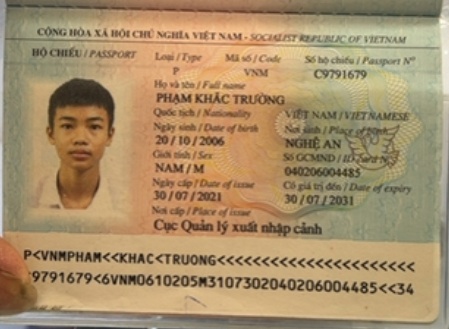 CỘNG HÒA XÃ HỘI CHỦ NGHĨA VIỆT NAM - SOCIALIST REPUBLIC OF VIETNAM
HỘ CHIẾU / PASSPORT Loại / Type Mã số / Code Số hộ chiếu / Passport Nº
P VNM C9791679
Họ và tên / Full name
PHẠM KHẮC TRƯỜNG
Quốc tịch / Nationality VIỆT NAM / VIETNAMESE
Ngày sinh / Date of birth Nơi sinh / Place of birth
20 / 10 / 2006 NGHỆ AN
Giới tính / Sex Số GCMND / ID card Nº
NAM / M 040206004485
Ngày cấp / Date of issue Có giá trị đến / Date of expiry
30 / 07 / 2021 30 / 07 / 2031
Nơi cấp / Place of issue
Cục Quản lý xuất nhập cảnh
P<VNMPHAM<<KHAC<TRUONG<<<<<<<<<<<<<<<<<<<<<<
C9791679<6VNM0610205M3107302040206004485<<34